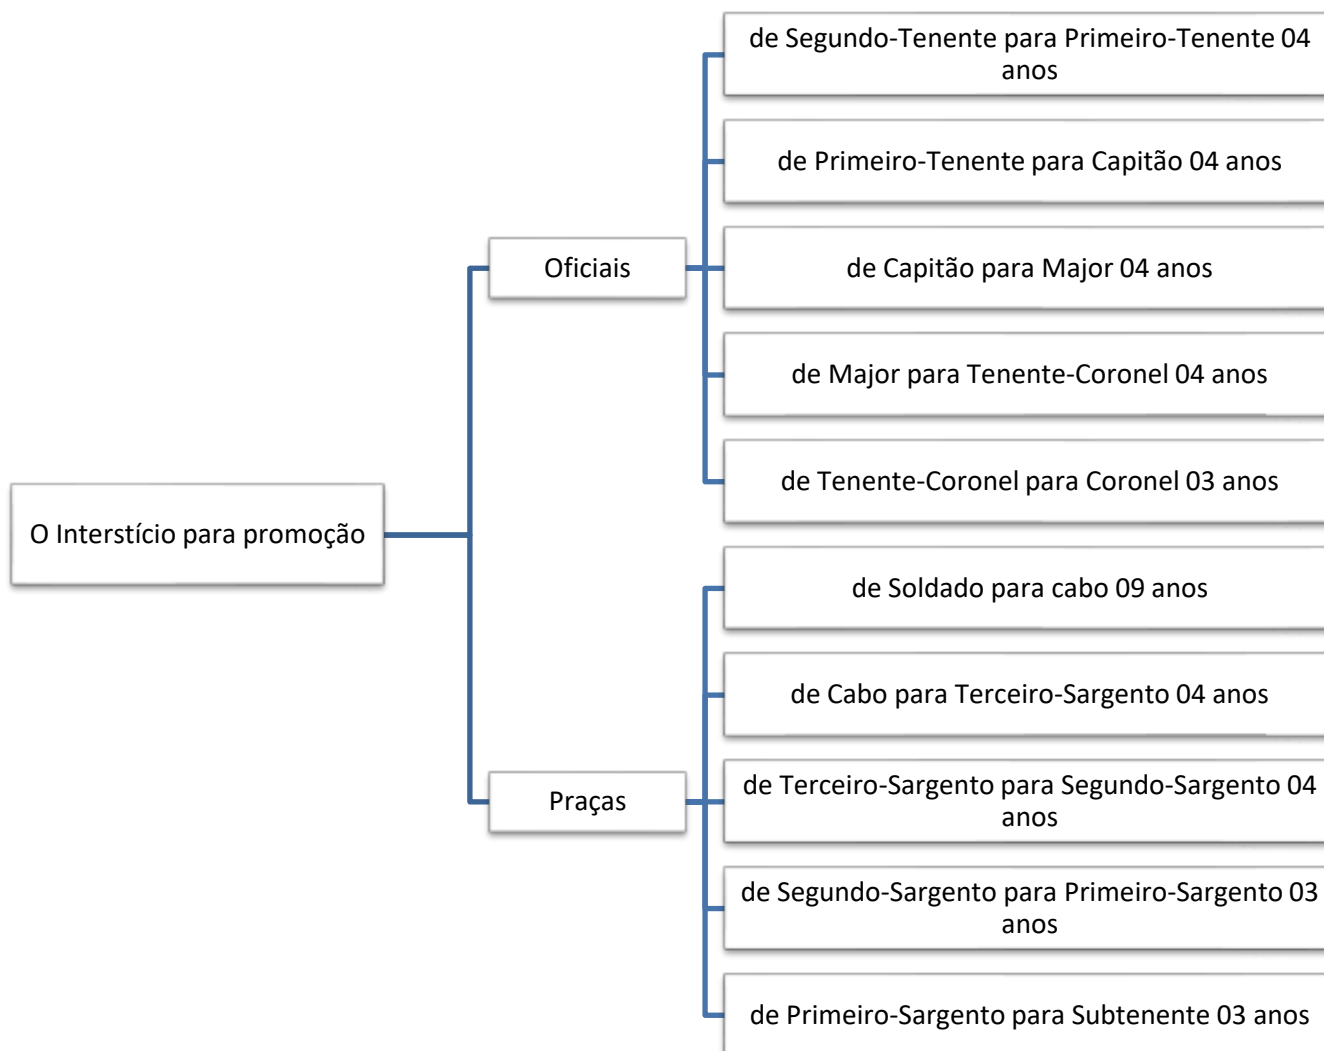 de Segundo-Tenente para Primeiro-Tenente 04
anos
de Primeiro-Tenente para Capitão 04 anos
Oficiais
de Capitão para Major 04 anos
de Major para Tenente-Coronel 04 anos
de Tenente-Coronel para Coronel 03 anos
O Interstício para promoção
de Soldado para cabo 09 anos
de Cabo para Terceiro-Sargento 04 anos
Praças
de Terceiro-Sargento para Segundo-Sargento 04
anos
de Segundo-Sargento para Primeiro-Sargento 03
anos
de Primeiro-Sargento para Subtenente 03 anos